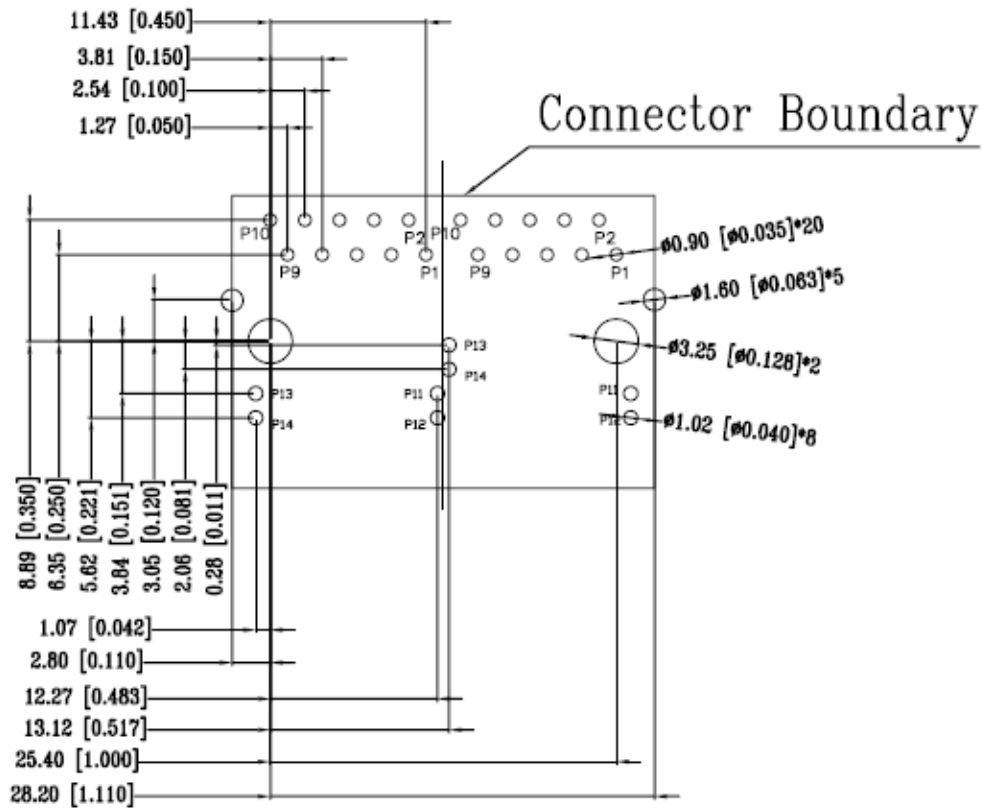 11.43 [0.450]
3.81 [0.150]
2.54 [0.100]
1.27 [0.050]
Connector Boundary
P10
P2
P10
P2
P9
P1
P9
P1
ø0.90 [ø0.035]*20
ø1.60 [ø0.063]*5
ø3.25 [ø0.128]*2
ø1.02 [ø0.040]*8
P13
P14
P13
P11
P11
P14
P12
P12
8.89 [0.350]
6.35 [0.250]
5.62 [0.221]
3.84 [0.151]
3.05 [0.120]
2.06 [0.081]
0.28 [0.011]
1.07 [0.042]
2.80 [0.110]
12.27 [0.483]
13.12 [0.517]
25.40 [1.000]
28.20 [1.110]